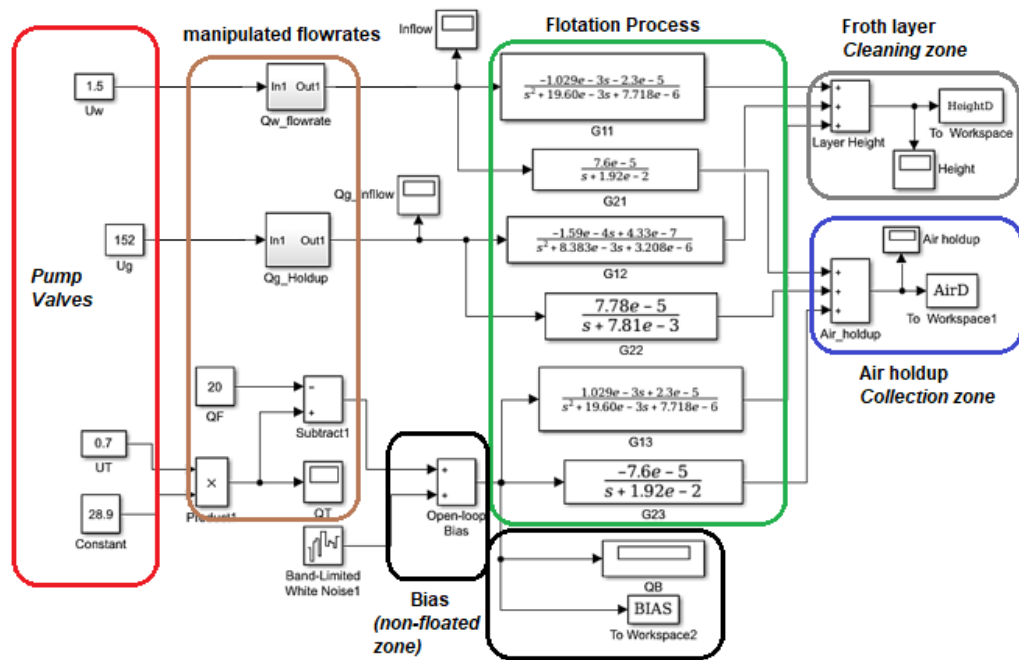 manipulated flowrates
Flotation Process
Froth layer
Cleaning zone
Inflow
1.5
Uw
In1 Out1
Qw_flowrate
-1.029e-3s-2.3e-5
s²+19.60e-3s+7.718e-6
G11
+
+
+
Layer Height
HeightD
To Workspace
Height
7.6e-5
s+1.92e-2
G21
Qg_Infllow
152
Ug
In1 Out1
Qg_Holdup
-1.59e-4s+4.33e-7
s²+8.383e-3s+3.208e-6
G12
Air holdup
+
+
+
Air_holdup
AirD
To Workspace1
Pump
Valves
7.78e-5
s+7.81e-3
G22
Air holdup
Collection zone
20
QF
−
+
Subtract1
1.029e-3s+2.3e-5
s²+19.60e-3s+7.718e-6
G13
0.7
UT
×
Product1
QT
28.9
Constant
+
+
Open-loop
Bias
-7.6e-5
s+1.92e-2
G23
Band-Limited
White Noise1
Bias
(non-floated
zone)
QB
BIAS
To Workspace2